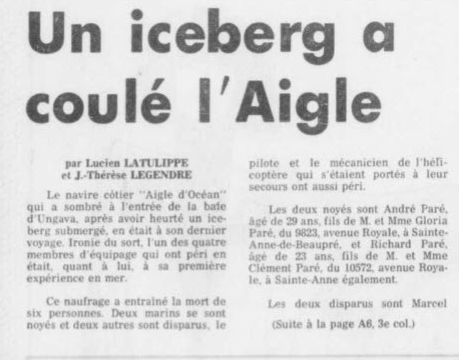 Un iceberg a
coulé l'Aigle
par Lucien LATULIPPE
et J.-Thérèse LEGENDRE
Le navire côtier "Aigle d'Océan"
qui a sombré à l'entrée de la baie
d'Ungava, après avoir heurté un ice-
berg submergé, en était à son dernier
voyage. Ironie du sort, l'un des quatre
membres d'équipage qui ont péri en
était, quant à lui, à sa première
expérience en mer.
Ce naufrage a entraîné la mort de
six personnes. Deux marins se sont
noyés et deux autres sont disparus, le
pilote et le mécanicien de l'héli-
coptère qui s'étaient portés à leur
secours ont aussi péri.
Les deux noyés sont André Paré,
âgé de 29 ans, fils de M. et Mme Gloria
Paré, du 9823, avenue Royale, à Sainte-
Anne-de-Beaupré, et Richard Paré,
âgé de 23 ans, fils de M. et Mme
Clément Paré, du 10572, avenue Roya-
le, à Sainte-Anne également.
Les deux disparus sont Marcel
(Suite à la page A6, 3e col.)